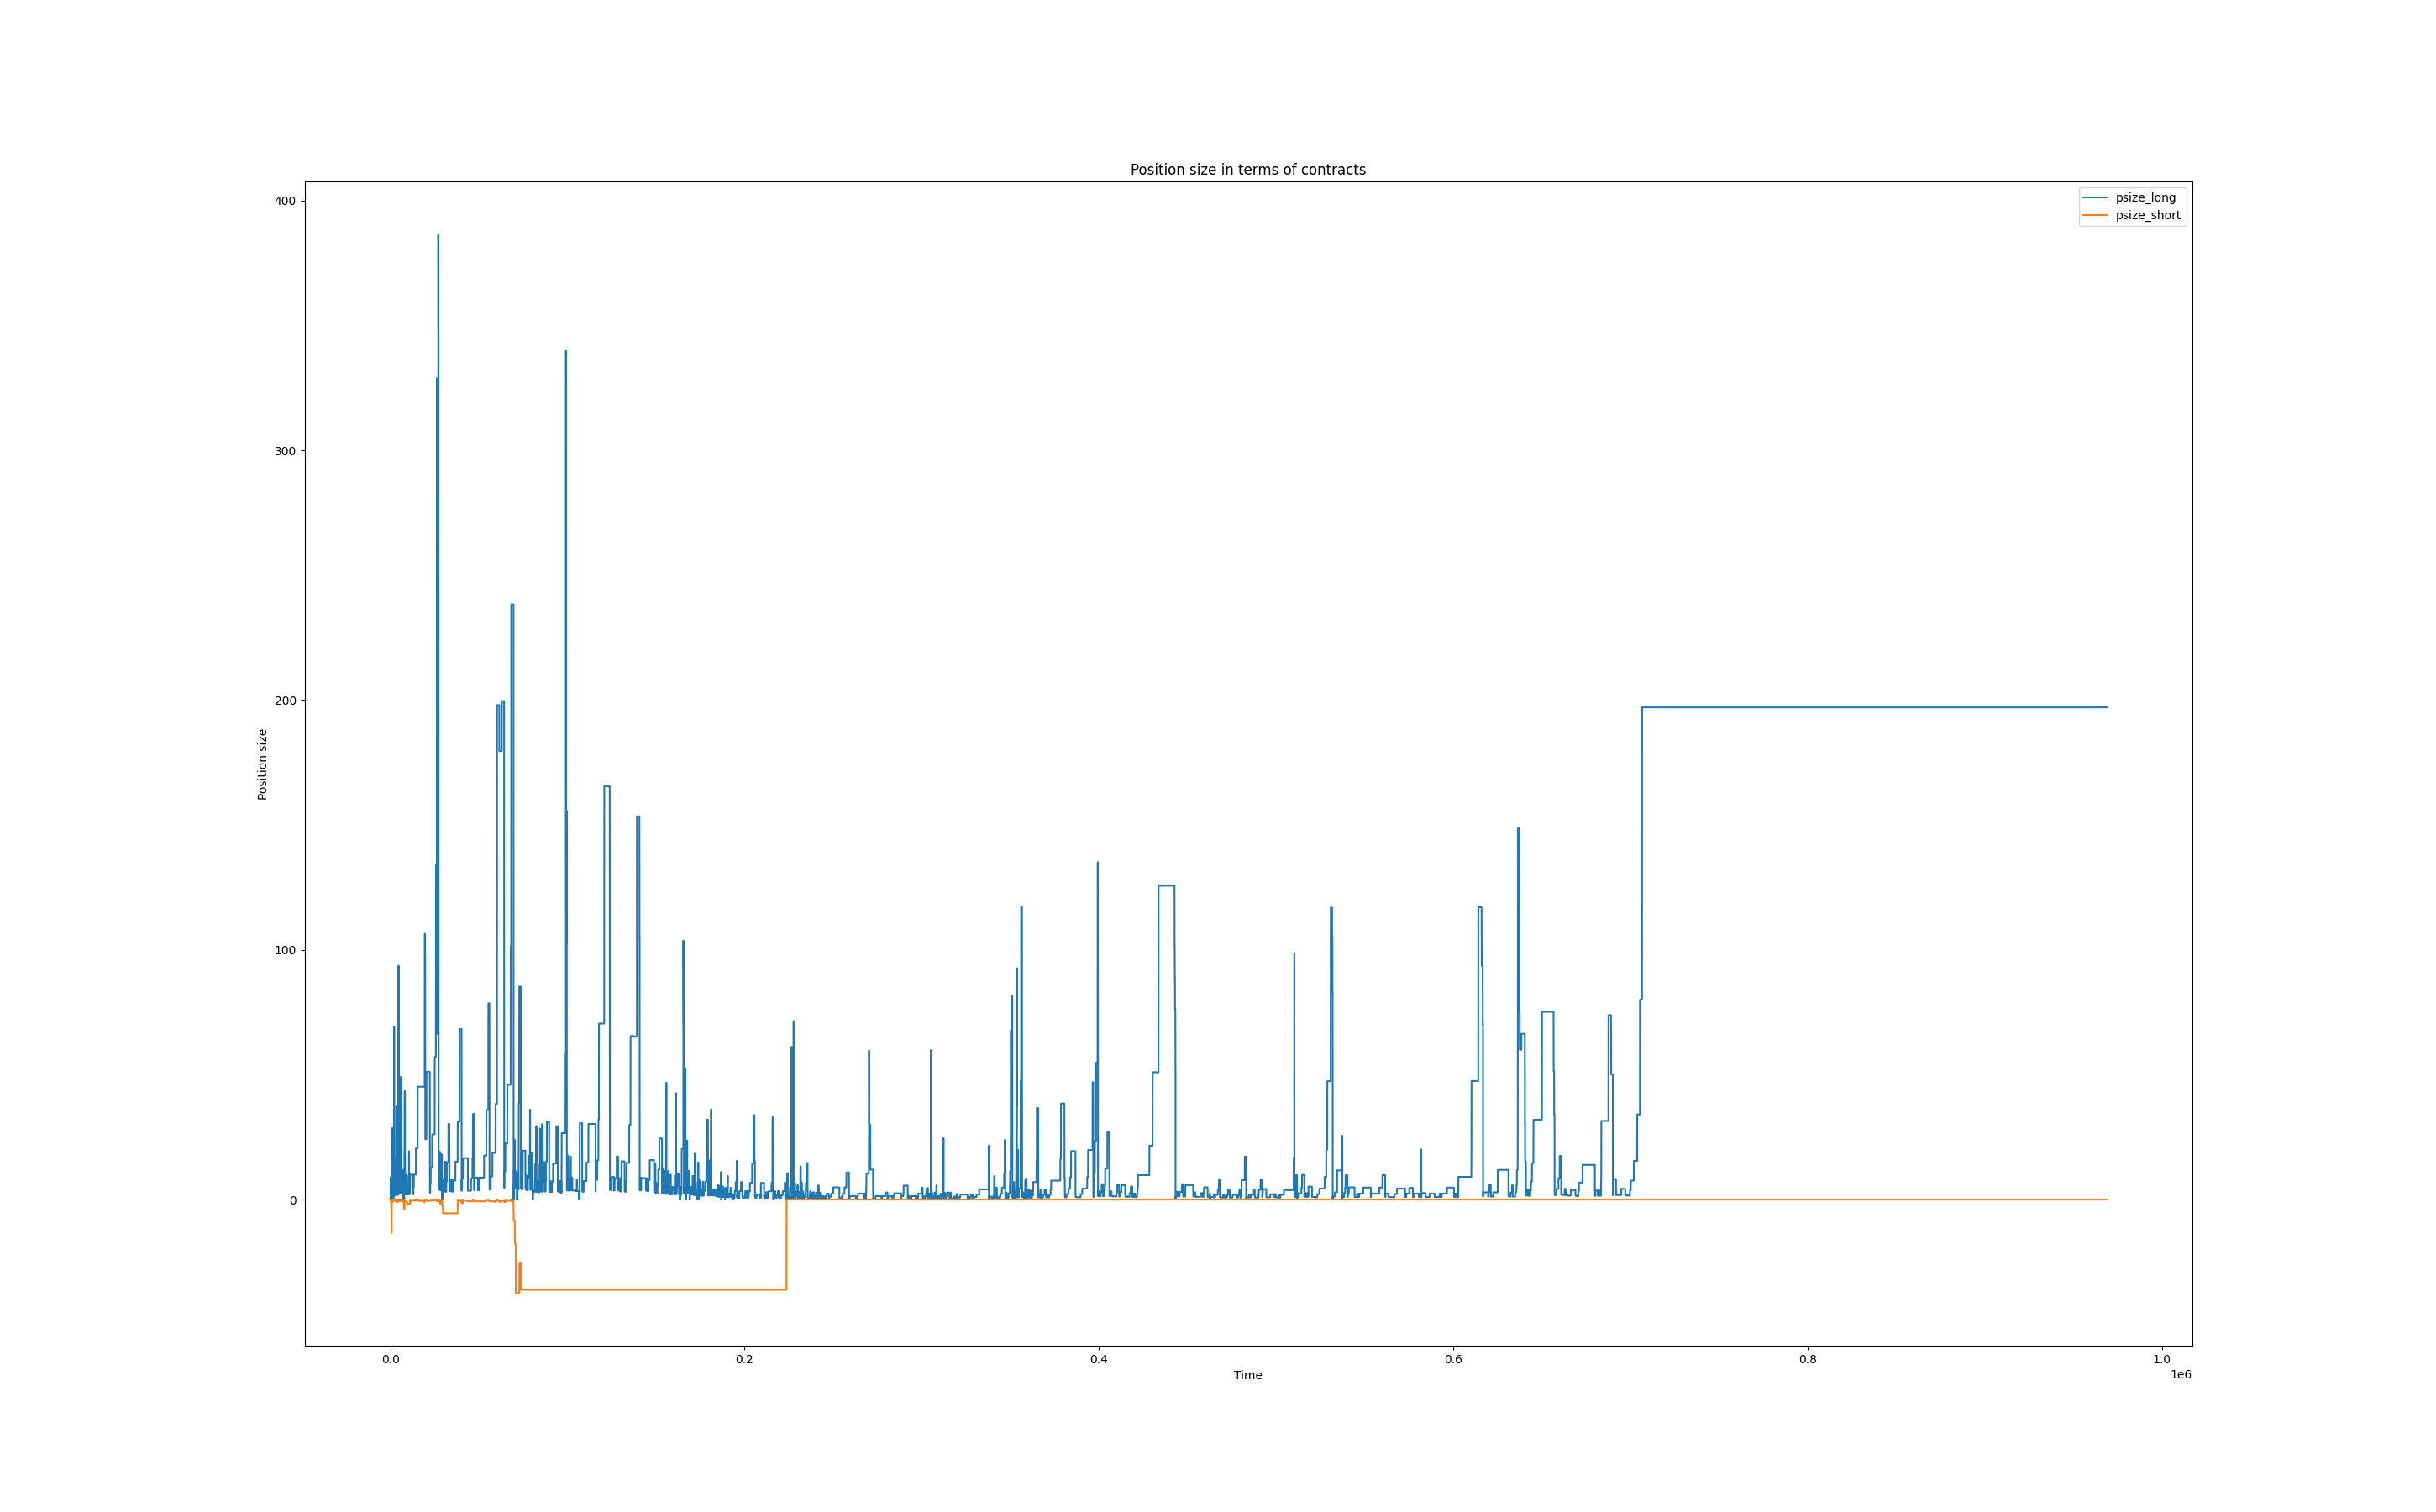 Position size in terms of contracts
psize_long
psize_short
400
300
200
100
0
Position size
0.0 0.2 0.4 0.6 0.8 1.0
1e6
Time